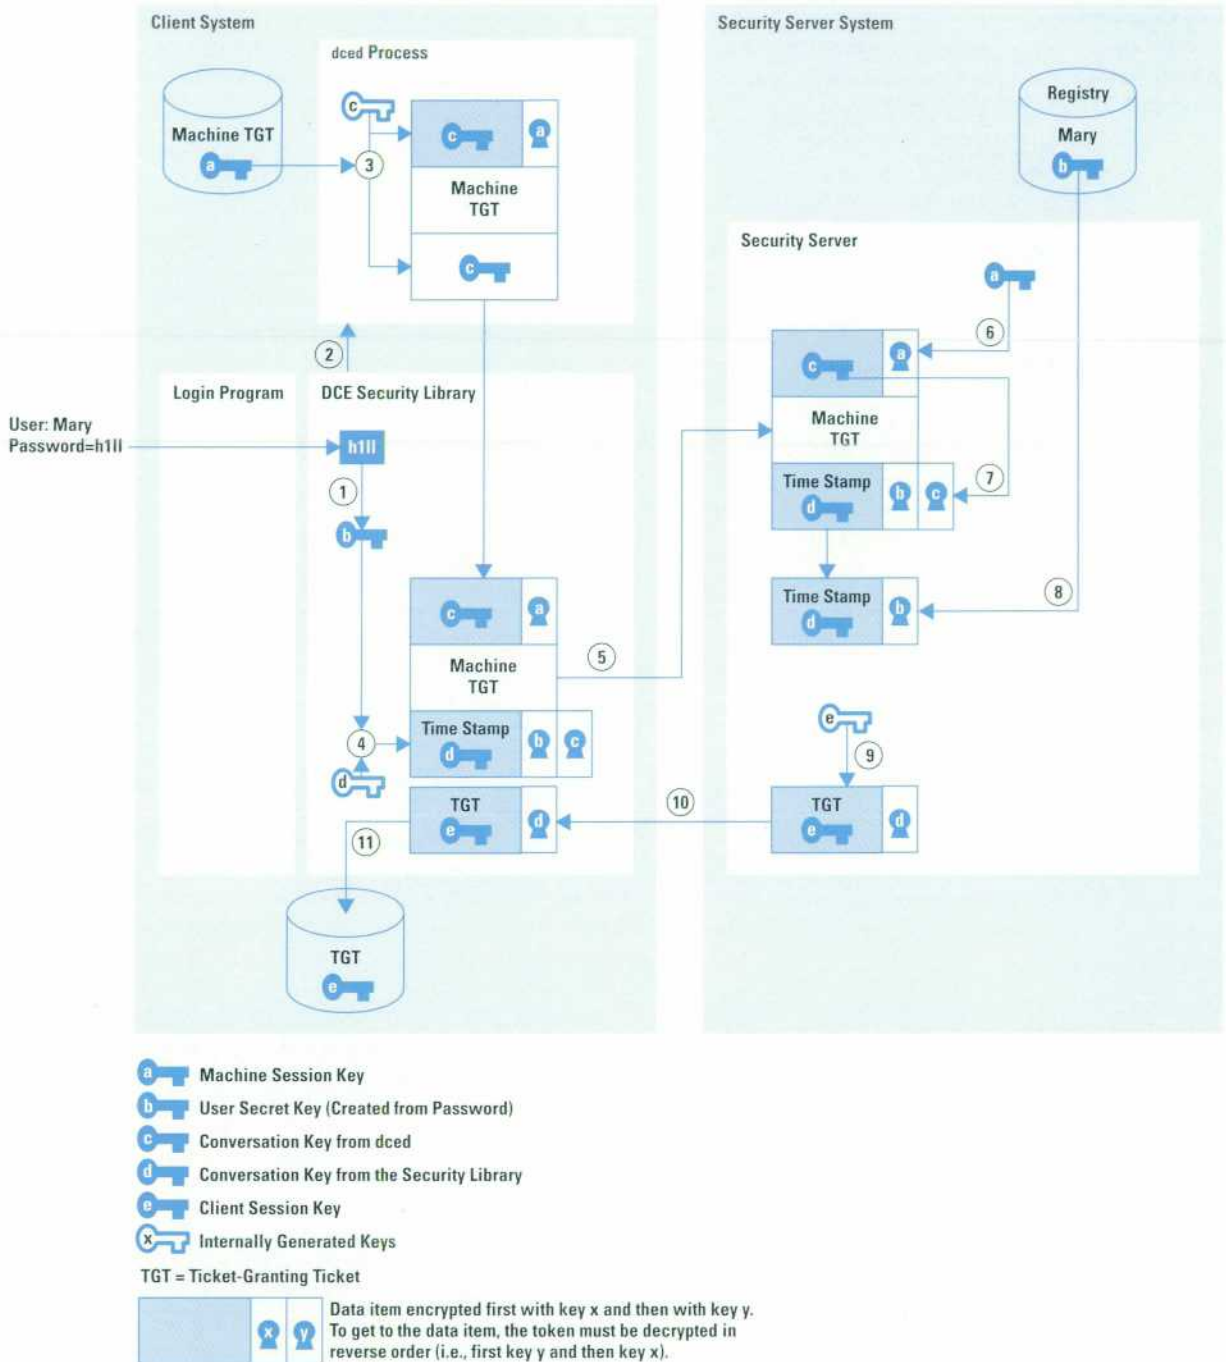 Client System
dced Process
c
Machine TGT
a
3
c
a
Machine
TGT
c
2
Login Program
DCE Security Library
User: Mary
Password=h1ll
h1ll
1
b
c
a
Machine
TGT
5
4
Time Stamp
d
b
c
d
TGT
e
d
10
11
TGT
e
Security Server System
Registry
Mary
b
Security Server
a
6
c
a
Machine
TGT
7
Time Stamp
d
b
c
Time Stamp
d
b
8
e
9
TGT
e
d
a Machine Session Key
b User Secret Key (Created from Password)
c Conversation Key from dced
d Conversation Key from the Security Library
e Client Session Key
x Internally Generated Keys
TGT = Ticket-Granting Ticket
x y
Data item encrypted first with key x and then with key y.
To get to the data item, the token must be decrypted in
reverse order (i.e., first key y and then key x).